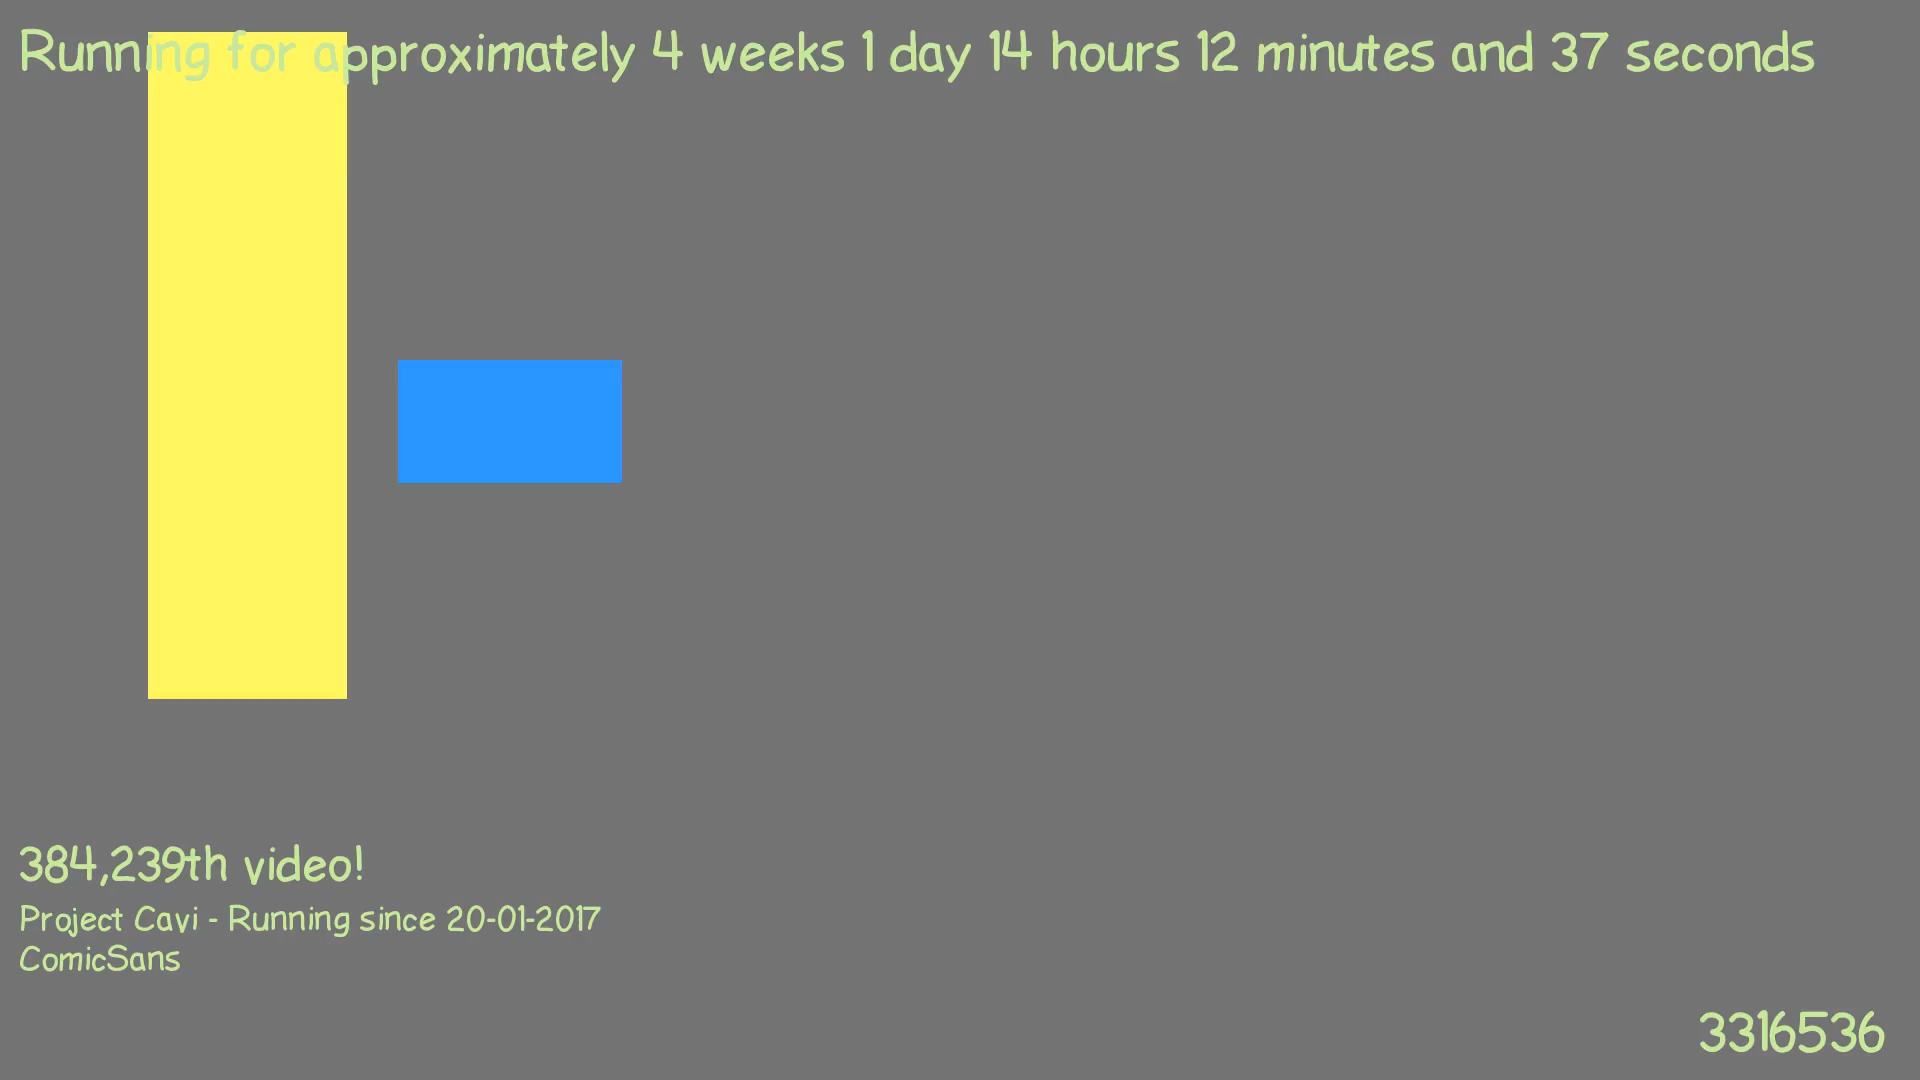 Running for approximately 4 weeks 1 day 14 hours 12 minutes and 37 seconds
384,239th video!
Project Cavi - Running since 20-01-2017
ComicSans
3316536